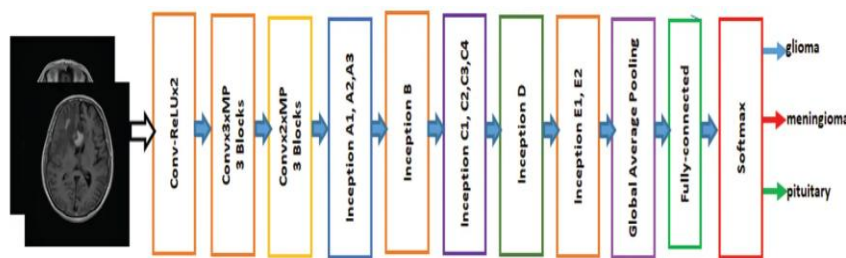 Conv-ReLUx2
Convx3xMP
3 Blocks
Convx2xMP
3 Blocks
Inception A1, A2,A3
Inception B
Inception C1, C2,C3,C4
Inception D
Inception E1, E2
Global Average Pooling
Fully-connected
Softmax
glioma
meningioma
pituitary